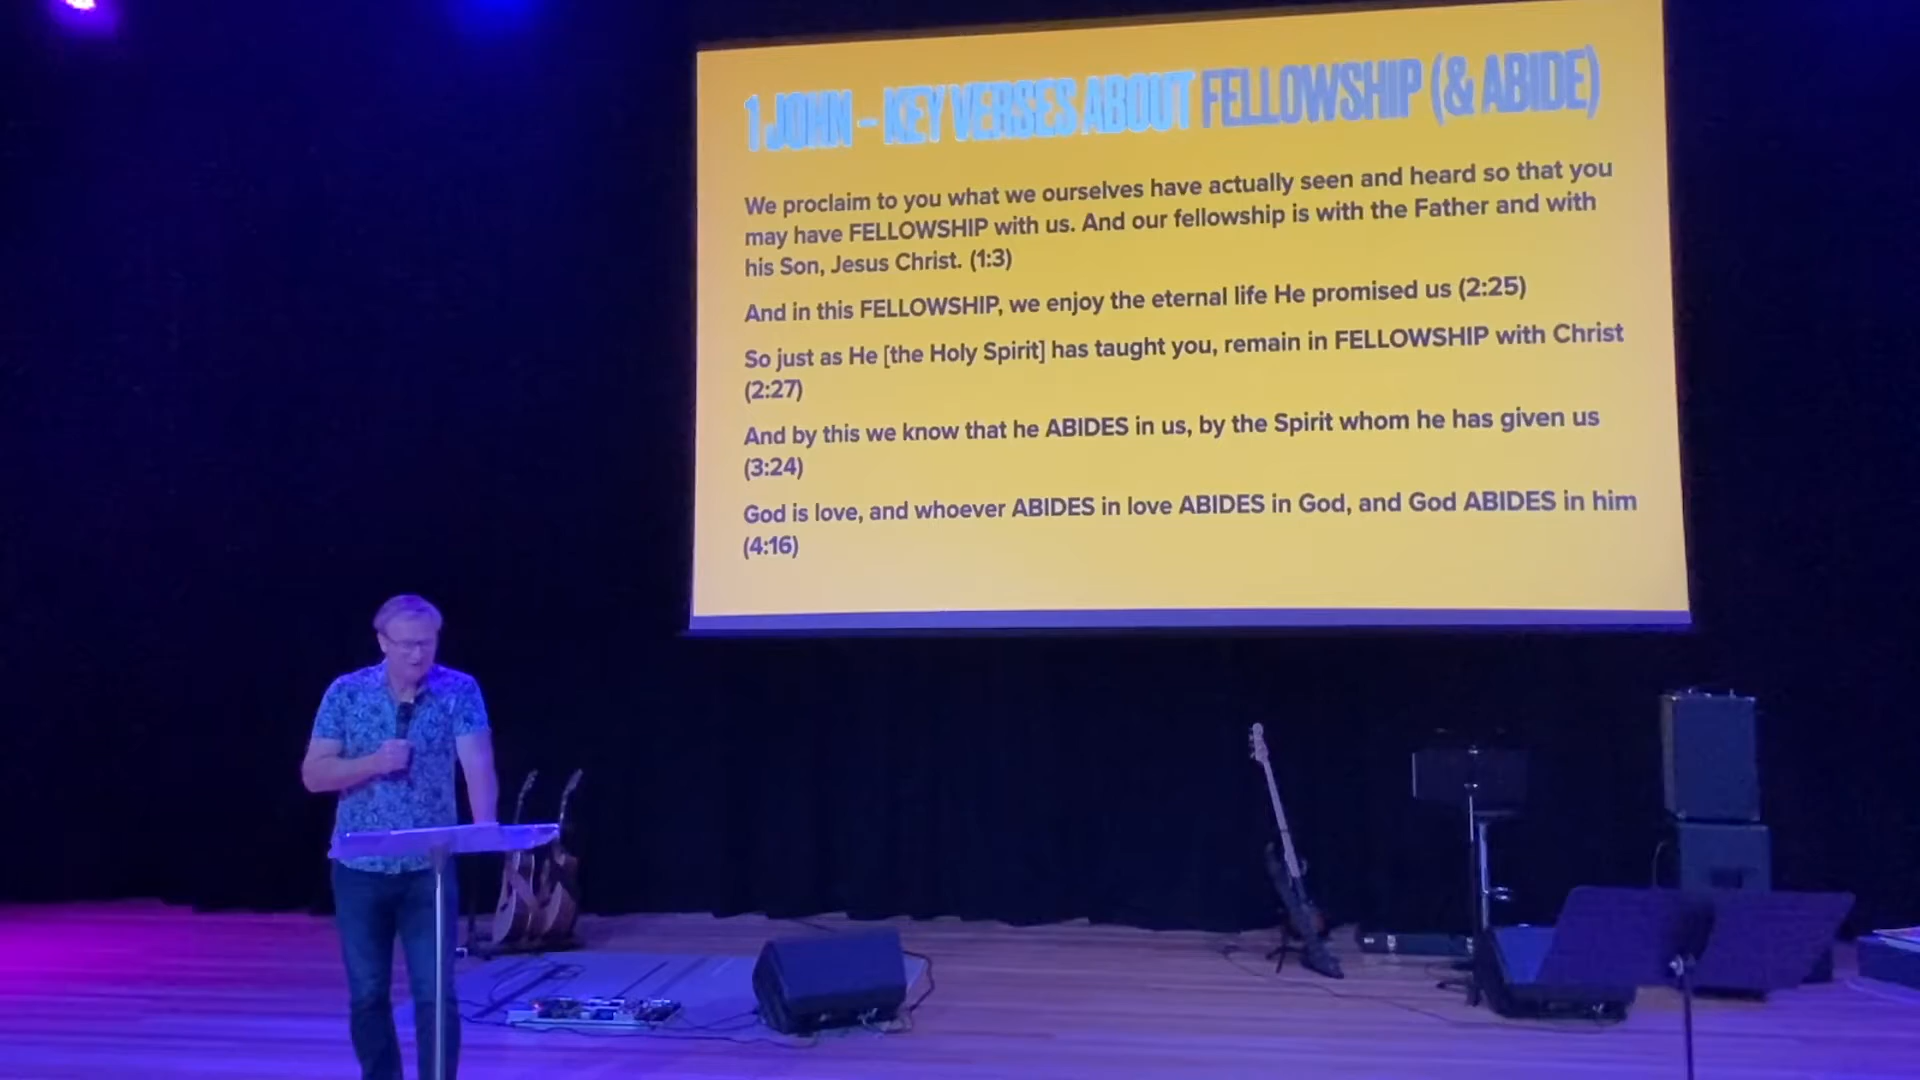 1 JOHN – KEY VERSES ABOUT FELLOWSHIP (& ABIDE)
We proclaim to you what we ourselves have actually seen and heard so that you
may have FELLOWSHIP with us. And our fellowship is with the Father and with
his Son, Jesus Christ. (1:3)
And in this FELLOWSHIP, we enjoy the eternal life He promised us (2:25)
So just as He [the Holy Spirit] has taught you, remain in FELLOWSHIP with Christ
(2:27)
And by this we know that he ABIDES in us, by the Spirit whom he has given us
(3:24)
God is love, and whoever ABIDES in love ABIDES in God, and God ABIDES in him
(4:16)